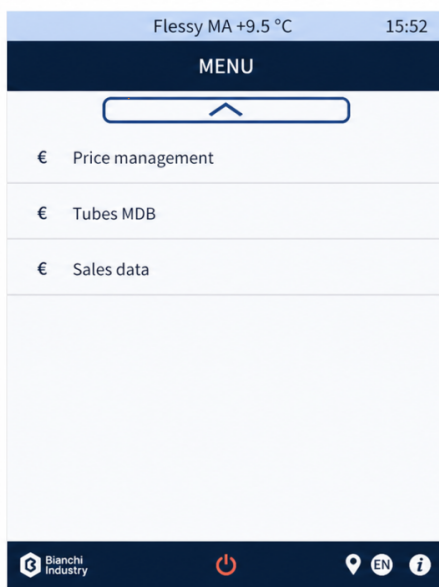 Flessy MA +9.5 °C 15:52
MENU
€ Price management
€ Tubes MDB
€ Sales data
Bianchi
Industry
EN i